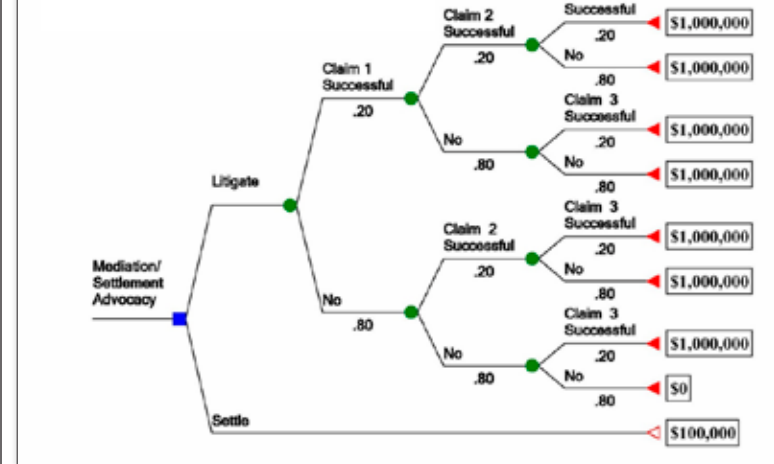 Successful
.20
$1,000,000
Claim 2
Successful
.20
No
.80
$1,000,000
Claim 1
Successful
.20
Claim 3
Successful
.20
$1,000,000
No
.80
No
.80
$1,000,000
Litigate
Claim 3
Successful
.20
$1,000,000
Claim 2
Successful
.20
No
.80
$1,000,000
Mediation/
Settlement
Advocacy
No
.80
Claim 3
Successful
.20
$1,000,000
No
.80
No
.80
$0
Settle
$100,000